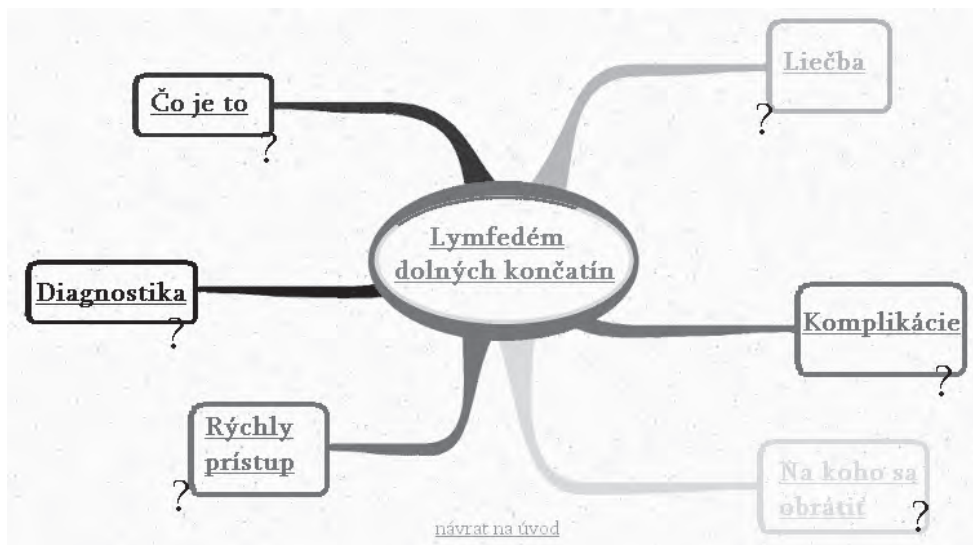 Liečba
?
Čo je to
?
Lymfedém
dolných končatín
Diagnostika
?
Komplikácie
?
Rýchly
prístup
?
Na koho sa
obrátiť
?
návrat na úvod